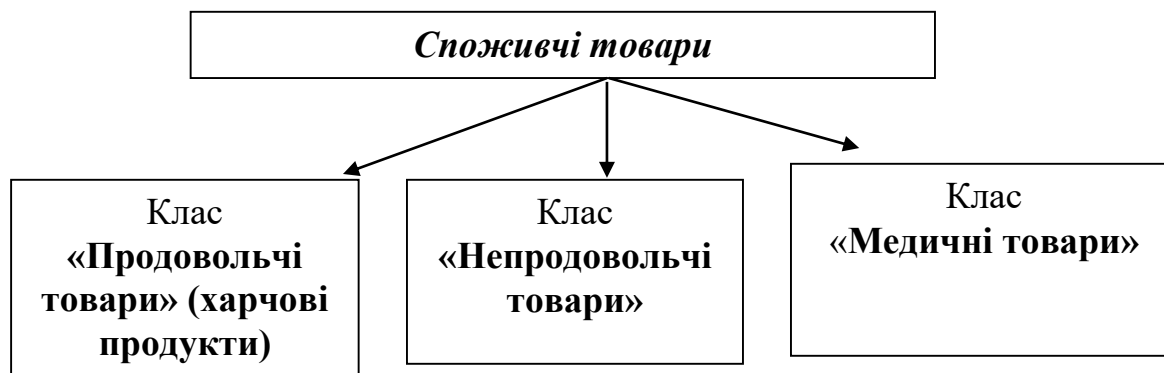 Споживчі товари
Клас
«Продовольчі
товари» (харчові
продукти)
Клас
«Непродовольчі
товари»
Клас
«Медичні товари»